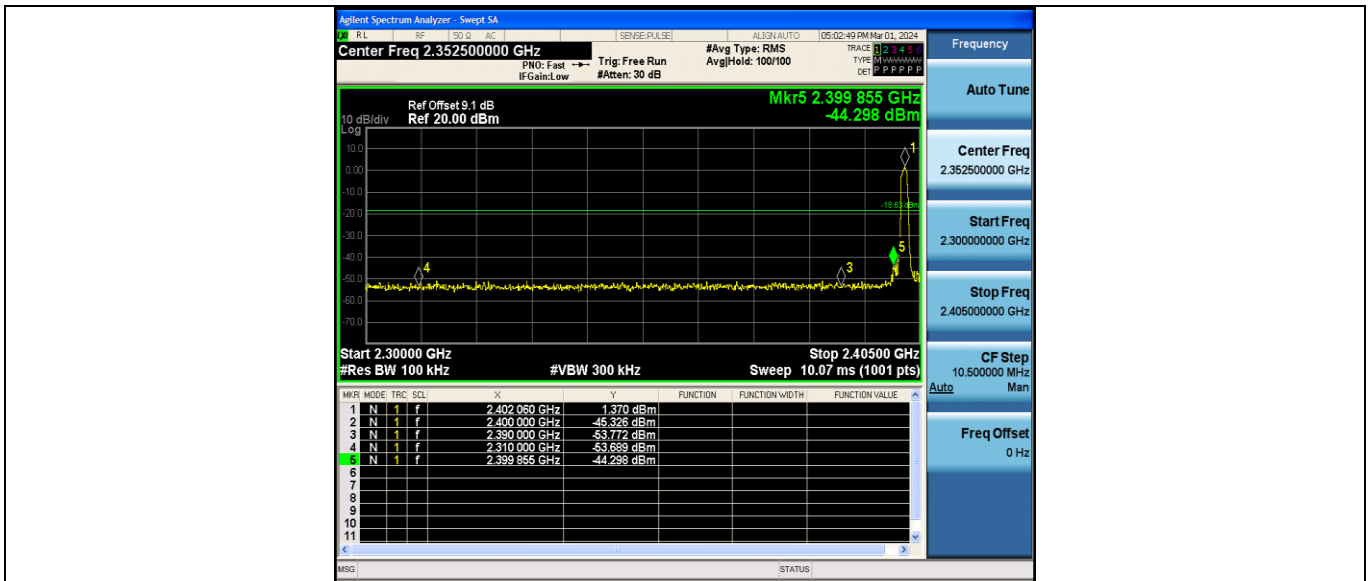 Agilent Spectrum Analyzer - Swept SA
LXI RL RF 50 Ω AC SENSE:PULSE ALIGN AUTO 05:02:49 PM Mar 01, 2024
Center Freq 2.352500000 GHz
PNO: Fast
IFGain:Low
Trig: Free Run
#Atten: 30 dB
#Avg Type: RMS
Avg|Hold: 100/100
TRACE 1 2 3 4 5 6
TYPE M W W W W W
DET P P P P P P
Mkr5 2.399 855 GHz
-44.298 dBm
Ref Offset 9.1 dB
10 dB/div Ref 20.00 dBm
Log
10.0
0.00
-10.0
-20.0
-30.0
-40.0
-50.0
-60.0
-70.0
-18.63 dBm
1
5
4
3
Start 2.30000 GHz Stop 2.40500 GHz
#Res BW 100 kHz #VBW 300 kHz Sweep 10.07 ms (1001 pts)
MKR MODE TRC SCL X Y FUNCTION FUNCTION WIDTH FUNCTION VALUE
1 N 1 f 2.402 060 GHz 1.370 dBm
2 N 1 f 2.400 000 GHz -45.326 dBm
3 N 1 f 2.390 000 GHz -53.772 dBm
4 N 1 f 2.310 000 GHz -53.689 dBm
5 N 1 f 2.399 855 GHz -44.298 dBm
6
7
8
9
10
11
MSG STATUS
Frequency
Auto Tune
Center Freq
2.352500000 GHz
Start Freq
2.300000000 GHz
Stop Freq
2.405000000 GHz
CF Step
10.500000 MHz
Auto Man
Freq Offset
0 Hz